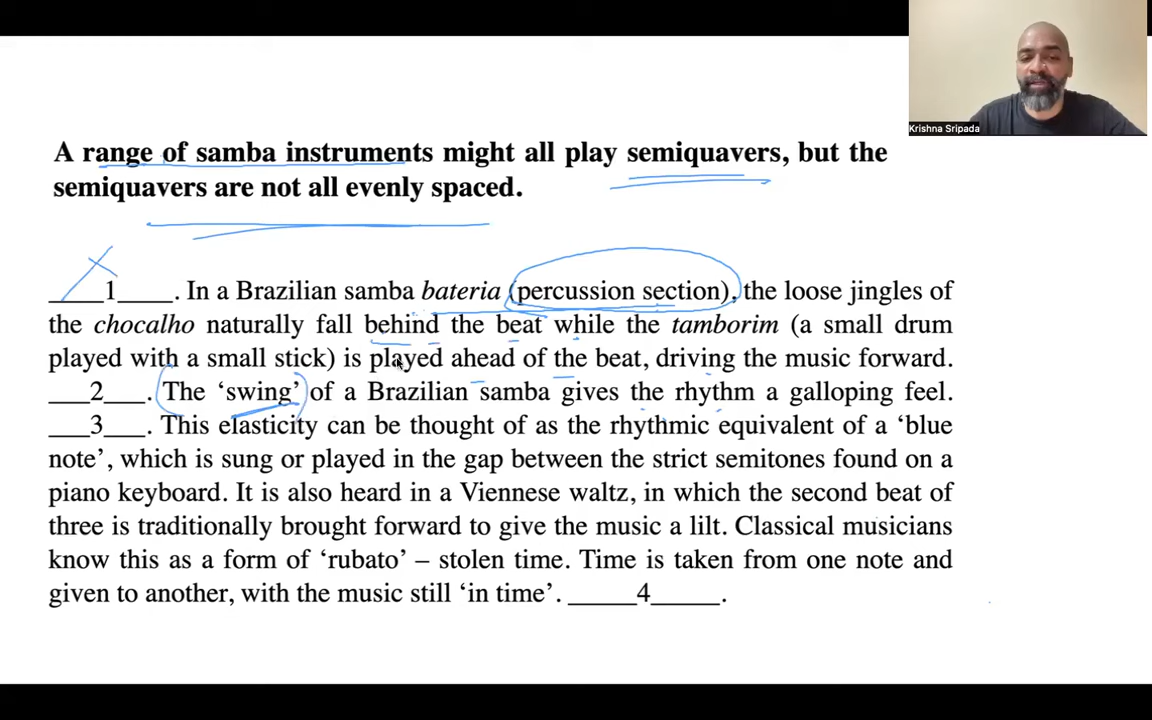 Krishna Sripada
A range of samba instruments might all play semiquavers, but the
semiquavers are not all evenly spaced.
____1____. In a Brazilian samba bateria (percussion section), the loose jingles of
the chocalho naturally fall behind the beat while the tamborim (a small drum
played with a small stick) is played ahead of the beat, driving the music forward.
___2___. The ‘swing’ of a Brazilian samba gives the rhythm a galloping feel.
___3___. This elasticity can be thought of as the rhythmic equivalent of a ‘blue
note’, which is sung or played in the gap between the strict semitones found on a
piano keyboard. It is also heard in a Viennese waltz, in which the second beat of
three is traditionally brought forward to give the music a lilt. Classical musicians
know this as a form of ‘rubato’ – stolen time. Time is taken from one note and
given to another, with the music still ‘in time’. _____4_____.